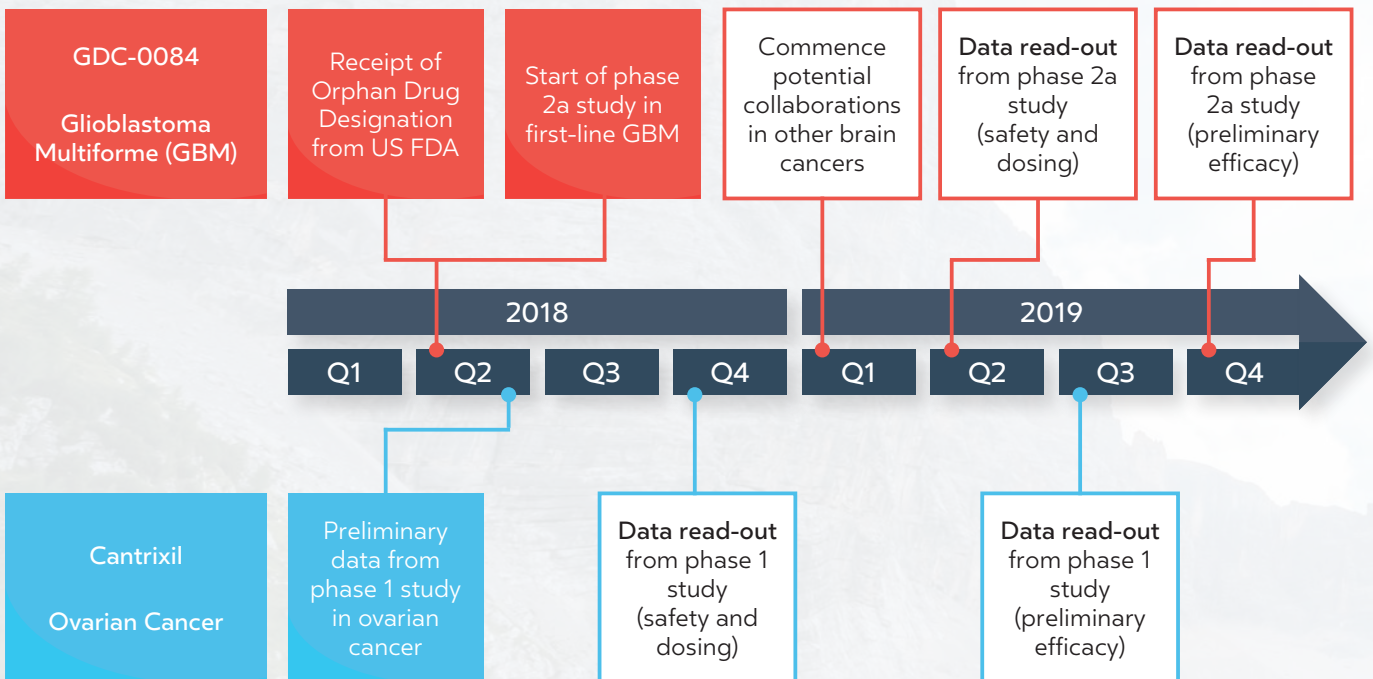 GDC-0084
Glioblastoma
Multiforme (GBM)
Receipt of
Orphan Drug
Designation
from US FDA
Start of phase
2a study in
first-line GBM
Commence
potential
collaborations
in other brain
cancers
Data read-out
from phase 2a
study
(safety and
dosing)
Data read-out
from phase
2a study
(preliminary
efficacy)
2018
2019
Q1
Q2
Q3
Q4
Q1
Q2
Q3
Q4
Cantrixil
Ovarian Cancer
Preliminary
data from
phase 1 study
in ovarian
cancer
Data read-out
from phase 1
study
(safety and
dosing)
Data read-out
from phase 1
study
(preliminary
efficacy)